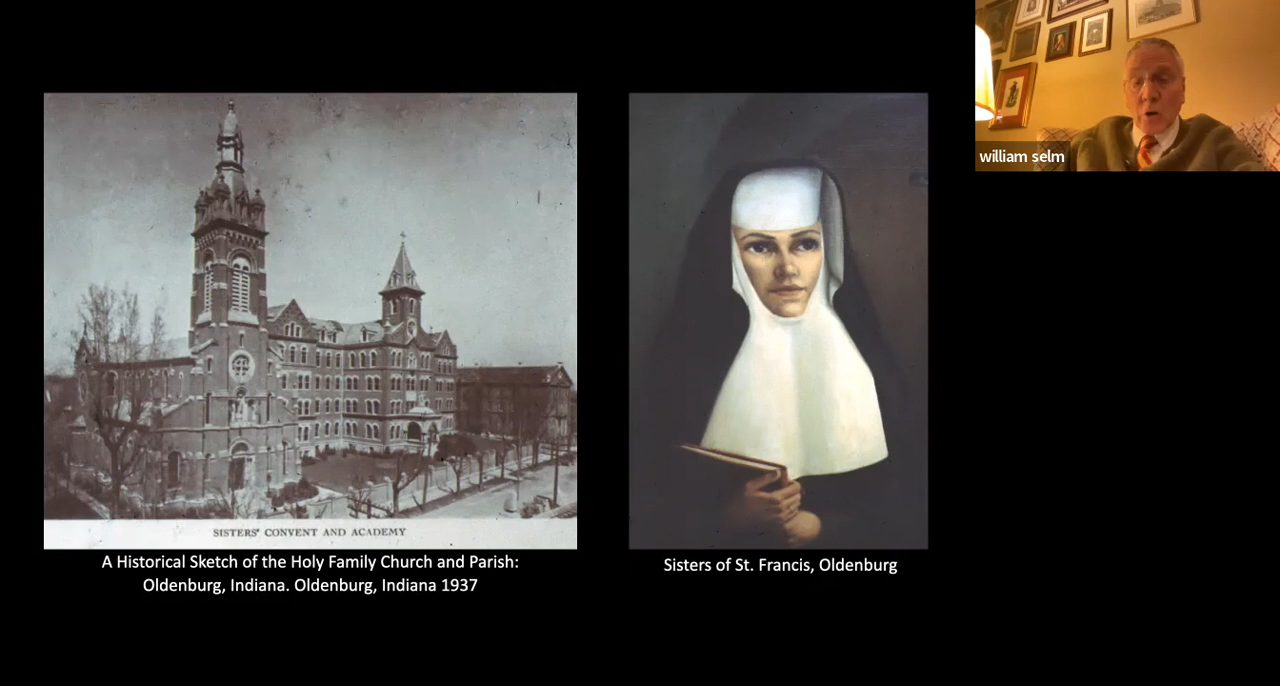 william selm
SISTERS' CONVENT AND ACADEMY
A Historical Sketch of the Holy Family Church and Parish:
Oldenburg, Indiana. Oldenburg, Indiana 1937
Sisters of St. Francis, Oldenburg